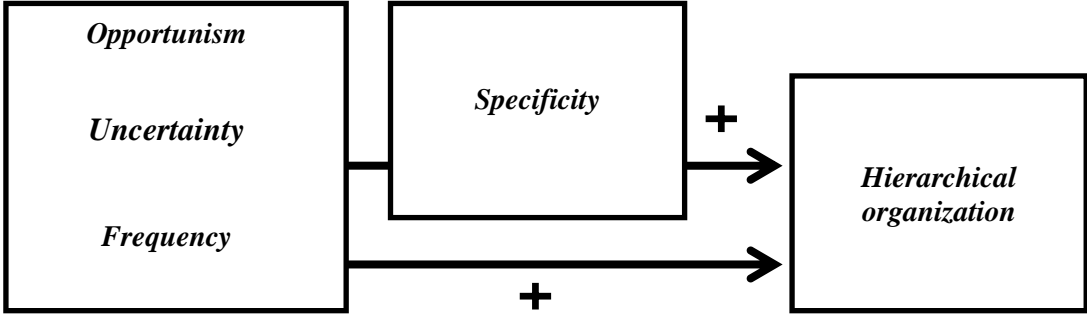 Opportunism
Uncertainty
Frequency
Specificity
+
Hierarchical
organization
+